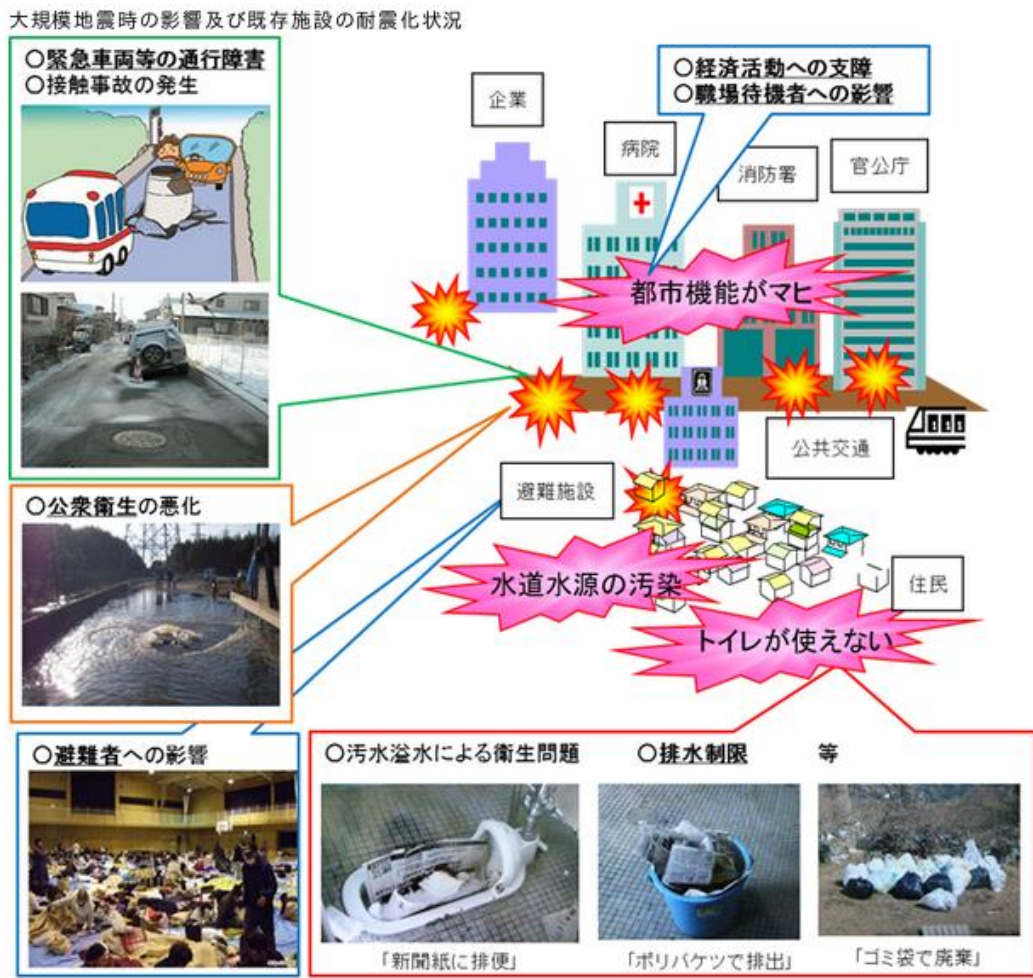 大規模地震時の影響及び既存施設の耐震化状況
○緊急車両等の通行障害
○接触事故の発生
○経済活動への支障
○職場待機者への影響
企業
病院
消防署
官公庁
都市機能がマヒ
公共交通
避難施設
○公衆衛生の悪化
水道水源の汚染
住民
トイレが使えない
○避難者への影響
○汚水溢水による衛生問題 ○排水制限 等
「新聞紙に排便」 「ポリバケツで排出」 「ゴミ袋で廃棄」